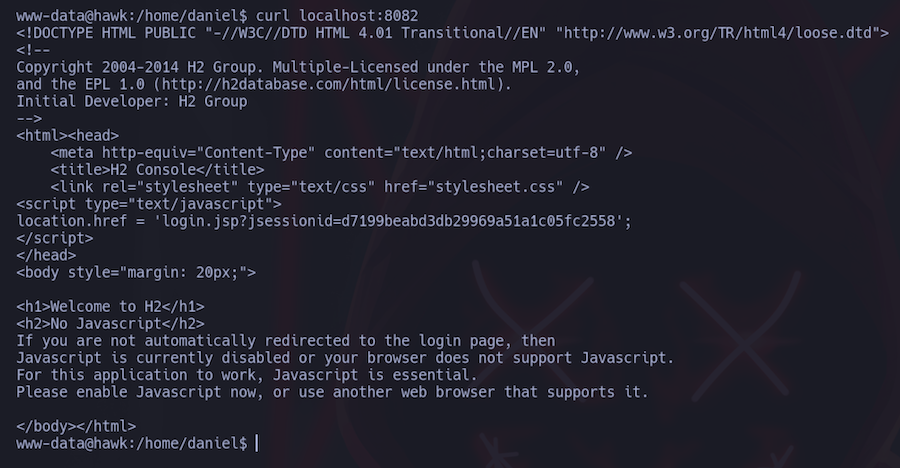 www-data@hawk:/home/daniel$ curl localhost:8082
<!DOCTYPE HTML PUBLIC "-//W3C//DTD HTML 4.01 Transitional//EN" "http://www.w3.org/TR/html4/loose.dtd">
<!--
Copyright 2004-2014 H2 Group. Multiple-Licensed under the MPL 2.0,
and the EPL 1.0 (http://h2database.com/html/license.html).
Initial Developer: H2 Group
-->
<html><head>
    <meta http-equiv="Content-Type" content="text/html;charset=utf-8" />
    <title>H2 Console</title>
    <link rel="stylesheet" type="text/css" href="stylesheet.css" />
<script type="text/javascript">
location.href = 'login.jsp?jsessionid=d7199beabd3db29969a51a1c05fc2558';
</script>
</head>
<body style="margin: 20px;">

<h1>Welcome to H2</h1>
<h2>No Javascript</h2>
If you are not automatically redirected to the login page, then
Javascript is currently disabled or your browser does not support Javascript.
For this application to work, Javascript is essential.
Please enable Javascript now, or use another web browser that supports it.

</body></html>
www-data@hawk:/home/daniel$